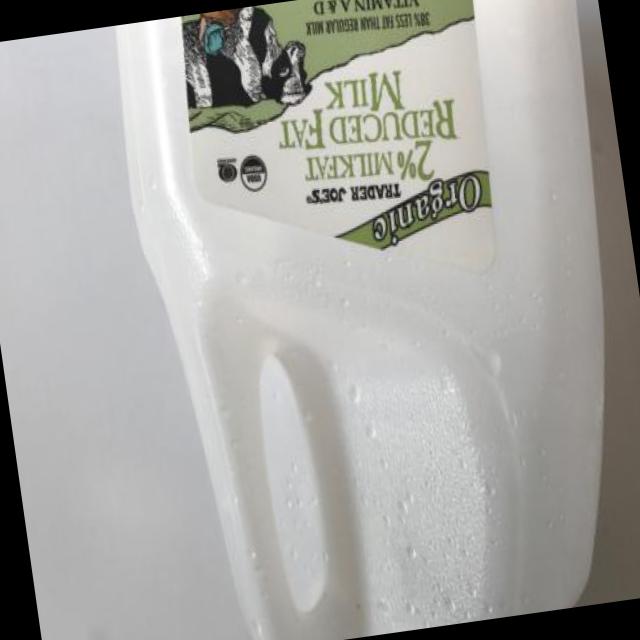 Organic
TRADER JOE'S®
2% MILKFAT
REDUCED FAT
MILK
38% LESS FAT THAN REGULAR MILK
VITAMIN A & D